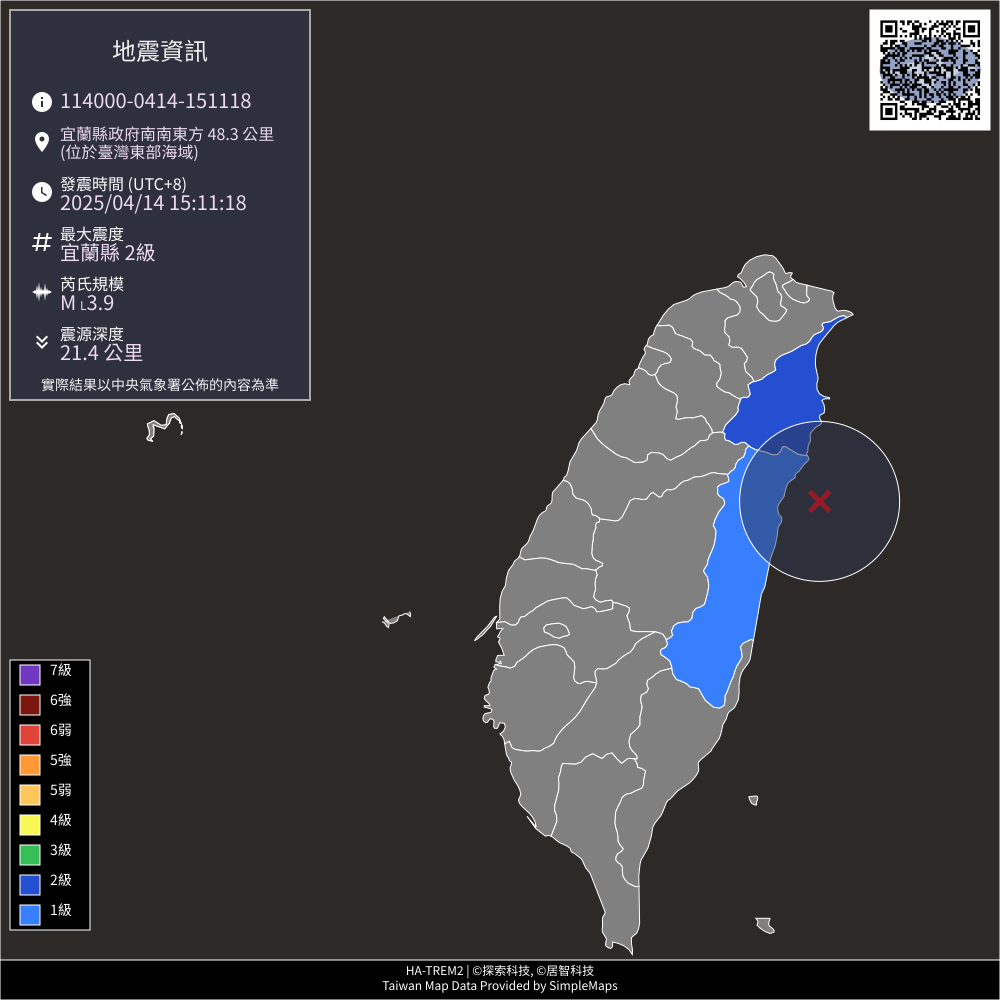 地震資訊
114000-0414-151118
宜蘭縣政府南南東方 48.3 公里
(位於臺灣東部海域)
發震時間 (UTC+8)
2025/04/14 15:11:18
最大震度
宜蘭縣 2級
芮氏規模
M L3.9
震源深度
21.4 公里
實際結果以中央氣象署公佈的內容為準
7級
6強
6弱
5強
5弱
4級
3級
2級
1級
HA-TREM2 | ©探索科技, ©居智科技
Taiwan Map Data Provided by SimpleMaps